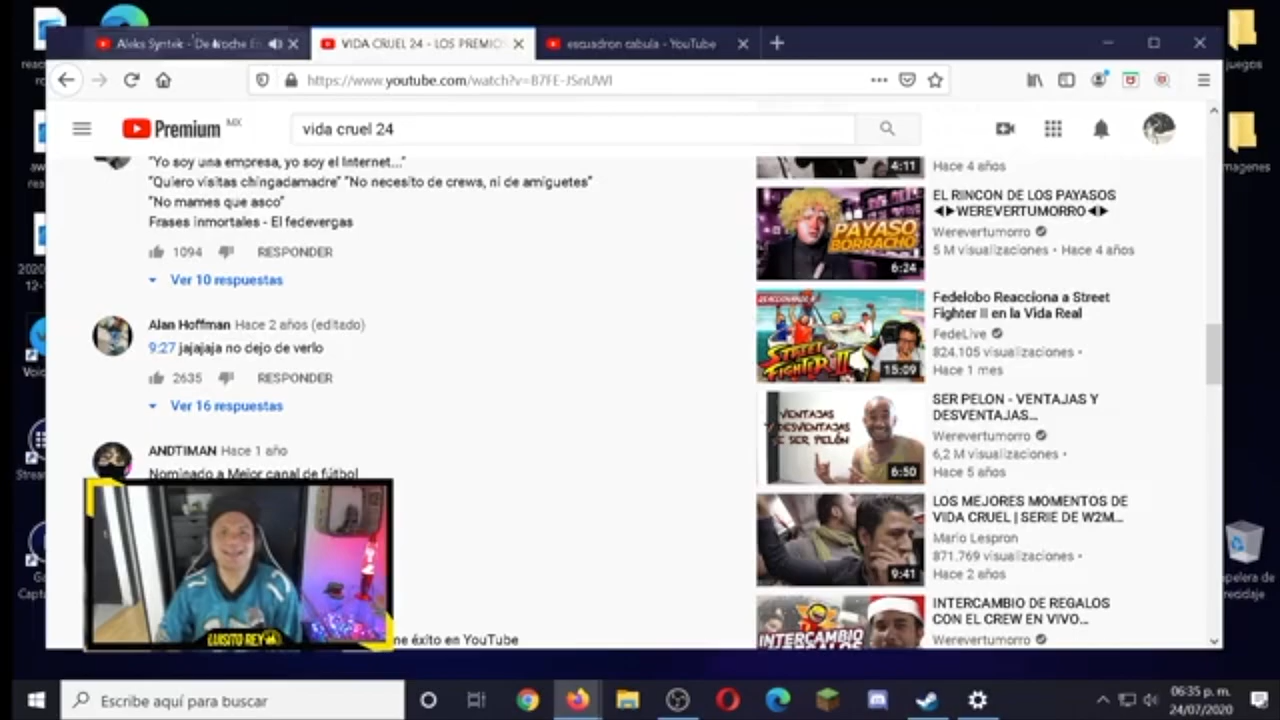 Aleks Syntek - De Noche En
VIDA CRUEL 24 - LOS PREMIOS
escuadron cabula - YouTube
juegos
https://www.youtube.com/watch?v=B7FE-JSnUWI
Premium MX
vida cruel 24
"Yo soy una empresa, yo soy el Internet..."
"Quiero visitas chingadamadre" "No necesito de crews, ni de amiguetes"
"No mames que asco"
Frases inmortales - El fedevergas
1094 RESPONDER
Ver 10 respuestas
Alan Hoffman Hace 2 años (editado)
9:27 jajajaja no dejo de verlo
2635 RESPONDER
Ver 16 respuestas
ANDTIMAN Hace 1 año
Nominado a Mejor canal de fútbol
LUISITO REY
ne éxito en YouTube
4:11
Hace 4 años
PAYASO
BORRACHO
6:24
EL RINCON DE LOS PAYASOS
◀▶WEREVERTUMORRO◀▶
Werevertumorro
5 M visualizaciones • Hace 4 años
REACCIONANDO A
STREET
FIGHTER II
15:09
Fedelobo Reacciona a Street
Fighter II en la Vida Real
FedeLive
824.105 visualizaciones •
Hace 1 mes
VENTAJAS
Y DESVENTAJAS
DE SER PELÓN
6:50
SER PELON - VENTAJAS Y
DESVENTAJAS...
Werevertumorro
6,2 M visualizaciones •
Hace 5 años
9:41
LOS MEJORES MOMENTOS DE
VIDA CRUEL | SERIE DE W2M...
Mario Lespron
871.769 visualizaciones •
Hace 2 años
INTERCAMBIO
INTERCAMBIO DE REGALOS
CON EL CREW EN VIVO...
Werevertumorro
magenes
apelera de
reciclaje
Escribe aquí para buscar
06:35 p. m.
24/07/2020